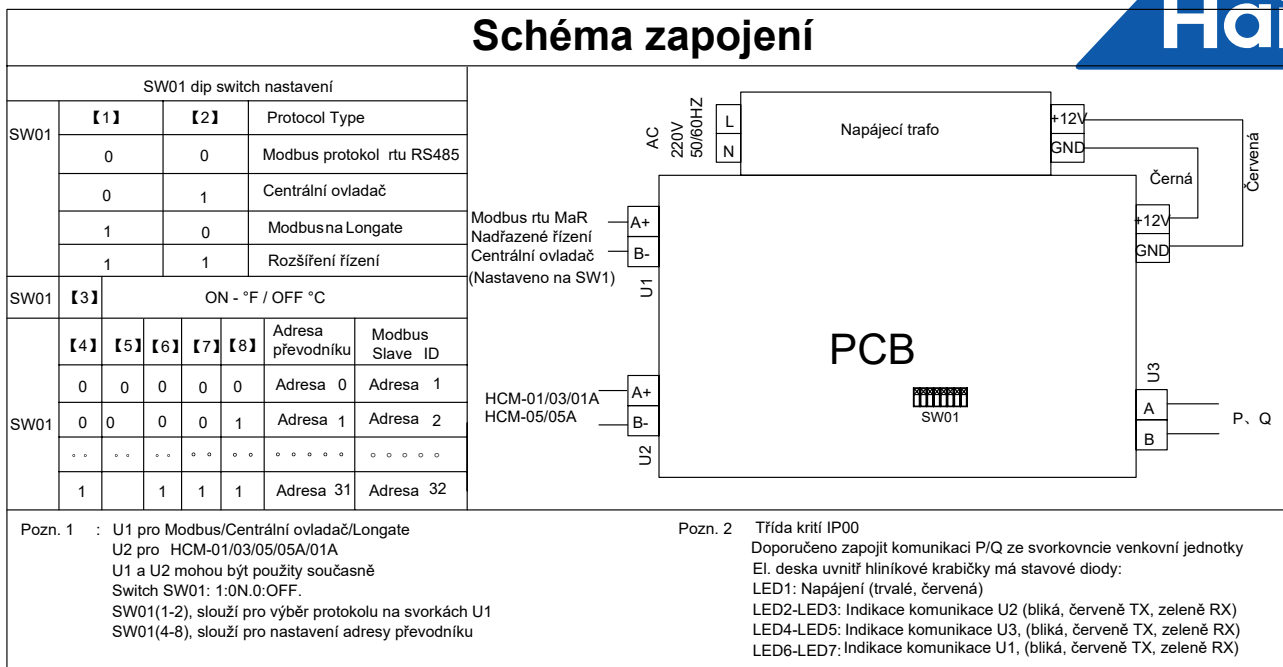 Schéma zapojení
Hai
SW01 dip switch nastavení
SW01 【1】 【2】 Protocol Type
0 0 Modbus protokol rtu RS485
0 1 Centrální ovladač
1 0 Modbusna Longate
1 1 Rozšíření řízení
SW01 【3】 ON - °F / OFF °C
【4】 【5】 【6】 【7】 【8】 Adresa převodníku Modbus Slave ID
SW01
0 0 0 0 0 Adresa 0 Adresa 1
0 0 0 0 1 Adresa 1 Adresa 2
。。 。。 。。 。。 。。 。。。。。 。。。。。
1 1 1 1 Adresa 31 Adresa 32
AC
220V
50/60HZ
L
N
Napájecí trafo
+12V
GND
Černá
Červená
+12V
GND
Modbus rtu MaR
Nadřazené řízení
Centrální ovladač
(Nastaveno na SW1)
A+
B-
U1
PCB
SW01
HCM-01/03/01A
HCM-05/05A
A+
B-
U2
U3
A
B
P、Q
Pozn. 1 : U1 pro Modbus/Centrální ovladač/Longate
U2 pro HCM-01/03/05/05A/01A
U1 a U2 mohou být použity současně
Switch SW01: 1:0N.0:OFF.
SW01(1-2), slouží pro výběr protokolu na svorkách U1
SW01(4-8), slouží pro nastavení adresy převodníku
Pozn. 2 Třída krití IP00
Doporučeno zapojit komunikaci P/Q ze svorkovncie venkovní jednotky
El. deska uvnitř hliníkové krabičky má stavové diody:
LED1: Napájení (trvalé, červená)
LED2-LED3: Indikace komunikace U2 (bliká, červeně TX, zeleně RX)
LED4-LED5: Indikace komunikace U3, (bliká, červeně TX, zeleně RX)
LED6-LED7: Indikace komunikace U1, (bliká, červeně TX, zeleně RX)